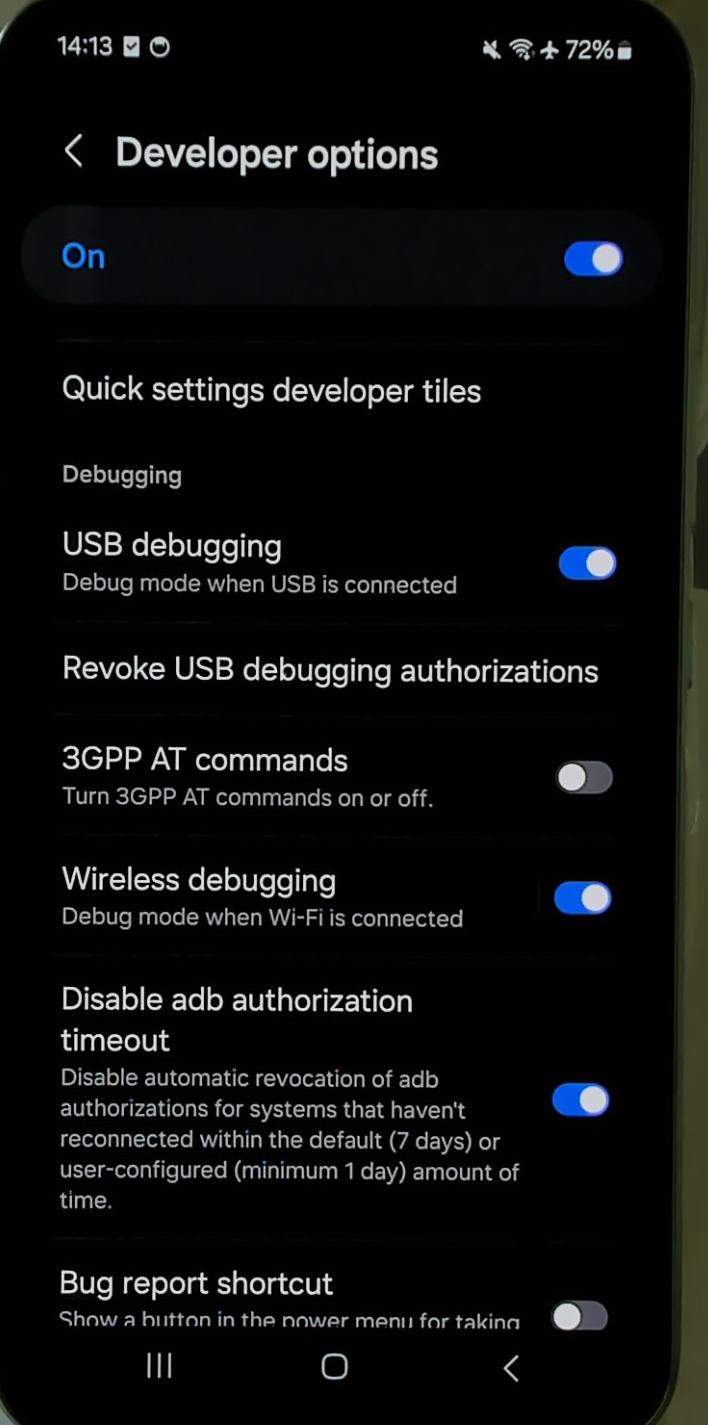 14:13
72%
Developer options
On
Quick settings developer tiles
Debugging
USB debugging
Debug mode when USB is connected
Revoke USB debugging authorizations
3GPP AT commands
Turn 3GPP AT commands on or off.
Wireless debugging
Debug mode when Wi-Fi is connected
Disable adb authorization
timeout
Disable automatic revocation of adb
authorizations for systems that haven't
reconnected within the default (7 days) or
user-configured (minimum 1 day) amount of
time.
Bug report shortcut
Show a button in the power menu for taking